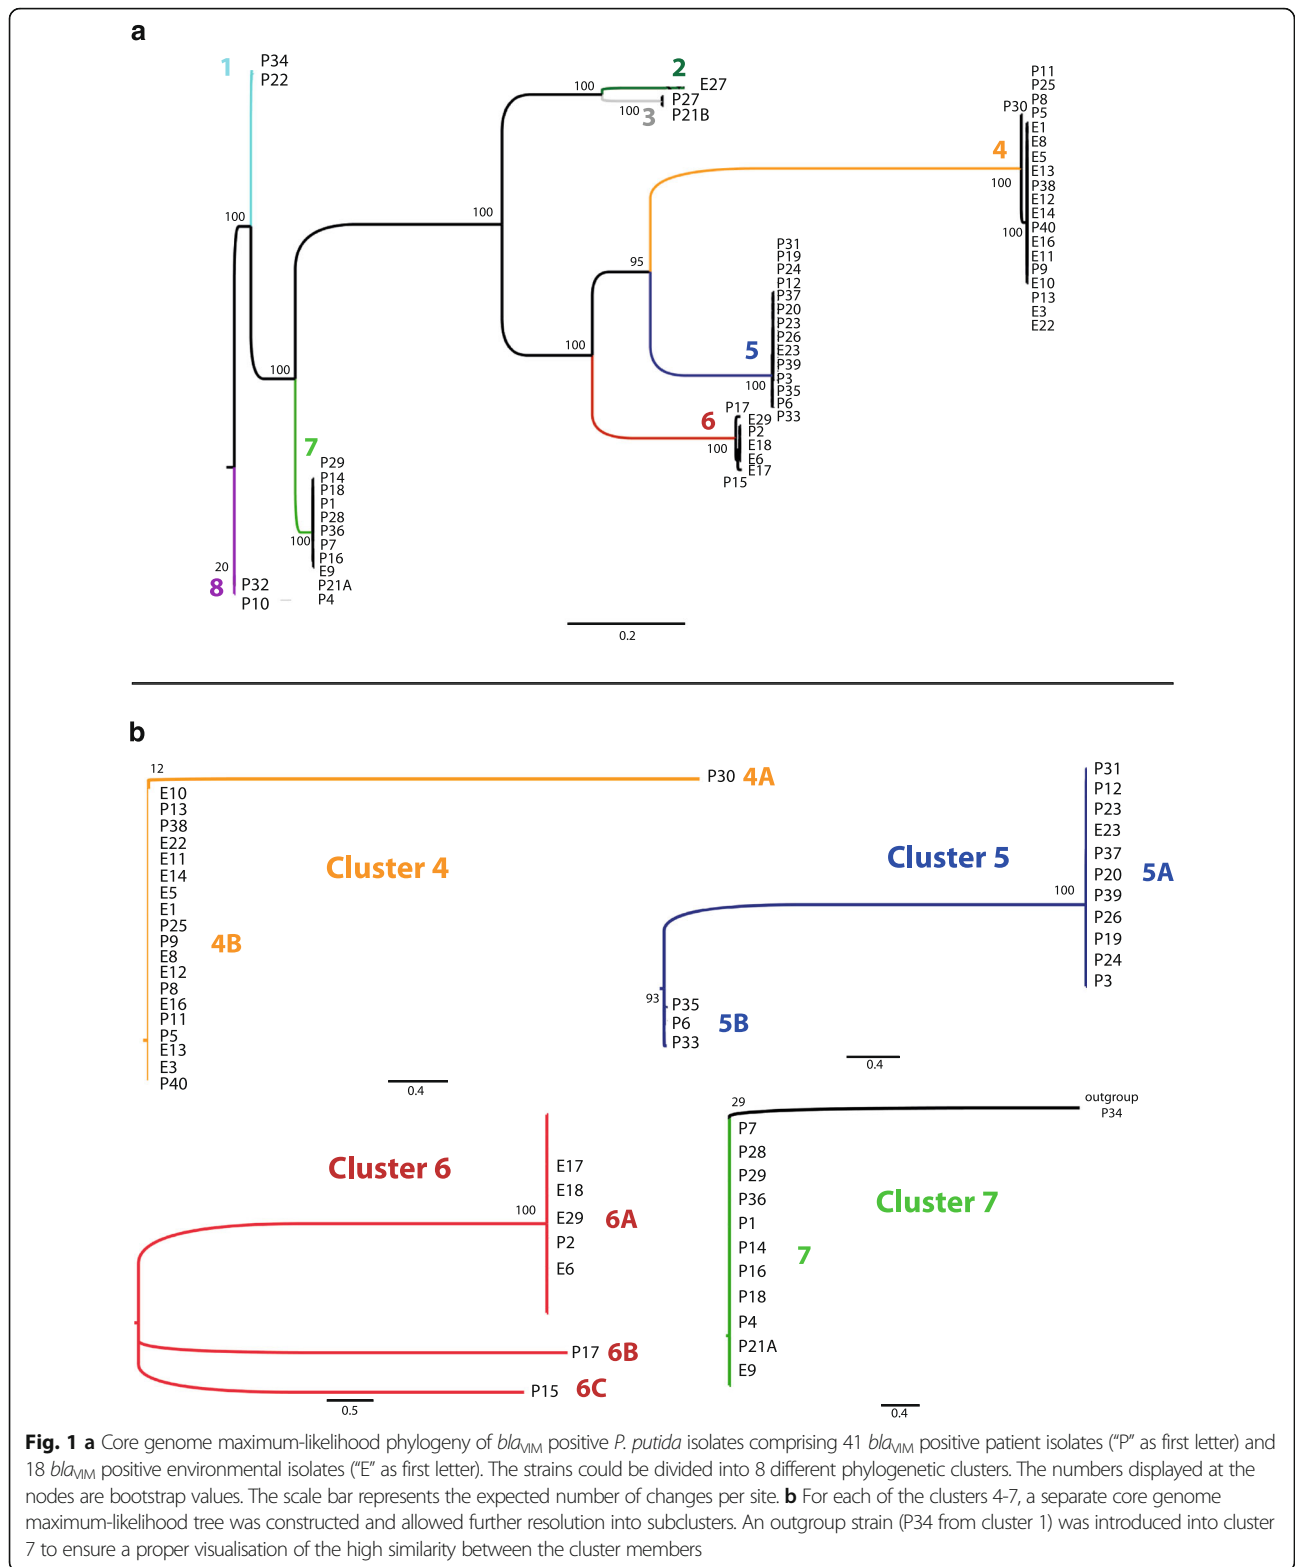 a
1
P34
P22
100
100
2
E27
100
P27
100
3
P21B
100
P11
P25
P8
P30
P5
E1
E8
E5
E13
P38
E12
E14
P40
E16
E11
P9
E10
P13
E3
E22
4
100
100
95
P31
P19
P24
P12
P37
P20
P23
P26
E23
P39
P3
P35
P6
P33
5
100
100
6
P17
E29
P2
E18
E6
E17
P15
100
7
P29
P14
P18
P1
P28
P36
P7
P16
E9
P21A
P4
100
20
8
P32
P10
0.2
b
12
P30 4A
E10
P13
P38
E22
E11
E14
E5
E1
P25
P9
E8
E12
P8
E16
P11
P5
E13
E3
P40
4B
Cluster 4
0.4
Cluster 5
P31
P12
P23
E23
P37
P20
P39
P26
P19
P24
P3
5A
100
93
P35
P6
P33
5B
0.4
Cluster 6
E17
E18
E29
P2
E6
100
6A
P17 6B
P15 6C
0.5
29
outgroup
P34
P7
P28
P29
P36
P1
P14
P16
P18
P4
P21A
E9
Cluster 7
7
0.4
Fig. 1 a Core genome maximum-likelihood phylogeny of blaVIM positive P. putida isolates comprising 41 blaVIM positive patient isolates ("P" as first letter) and
18 blaVIM positive environmental isolates ("E" as first letter). The strains could be divided into 8 different phylogenetic clusters. The numbers displayed at the
nodes are bootstrap values. The scale bar represents the expected number of changes per site. b For each of the clusters 4-7, a separate core genome
maximum-likelihood tree was constructed and allowed further resolution into subclusters. An outgroup strain (P34 from cluster 1) was introduced into cluster
7 to ensure a proper visualisation of the high similarity between the cluster members